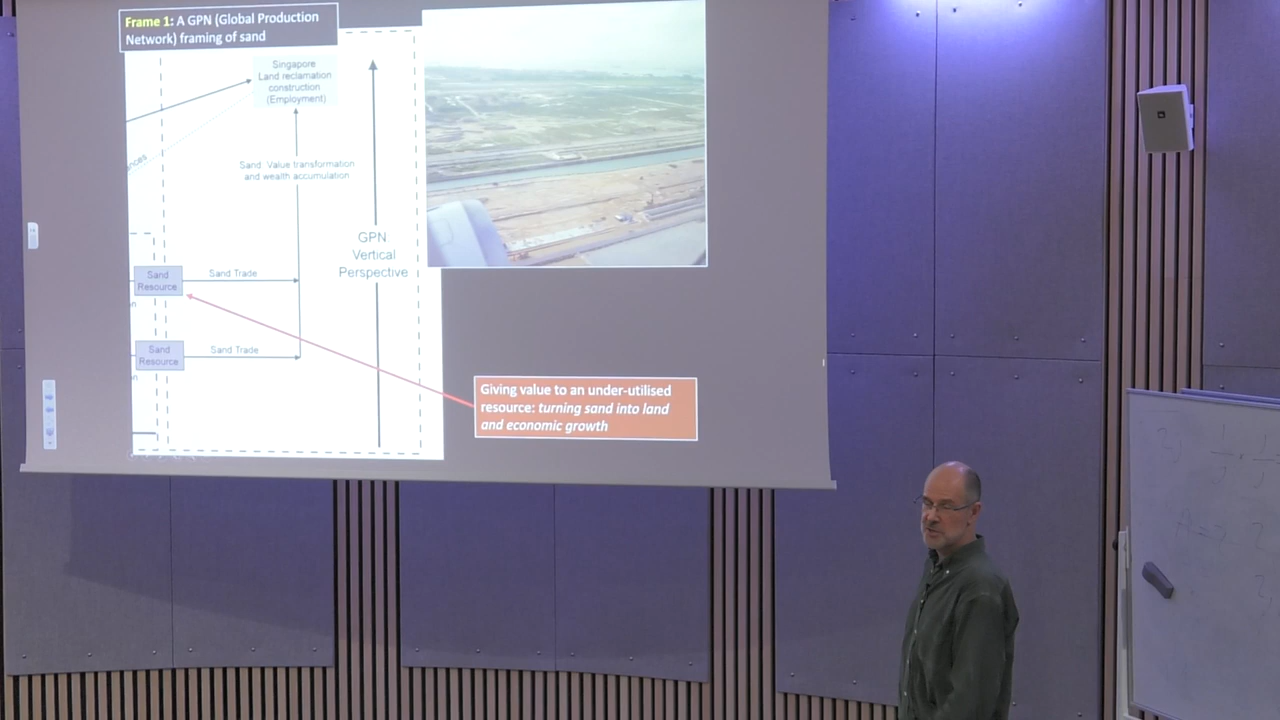 Frame 1: A GPN (Global Production
Network) framing of sand
Singapore
Land reclamation
construction
(Employment)
Sand Value transformation
and wealth accumulation
GPN
Vertical
Perspective
Sand
Resource
Sand Trade
Sand
Resource
Sand Trade
Giving value to an under-utilised
resource: turning sand into land
and economic growth